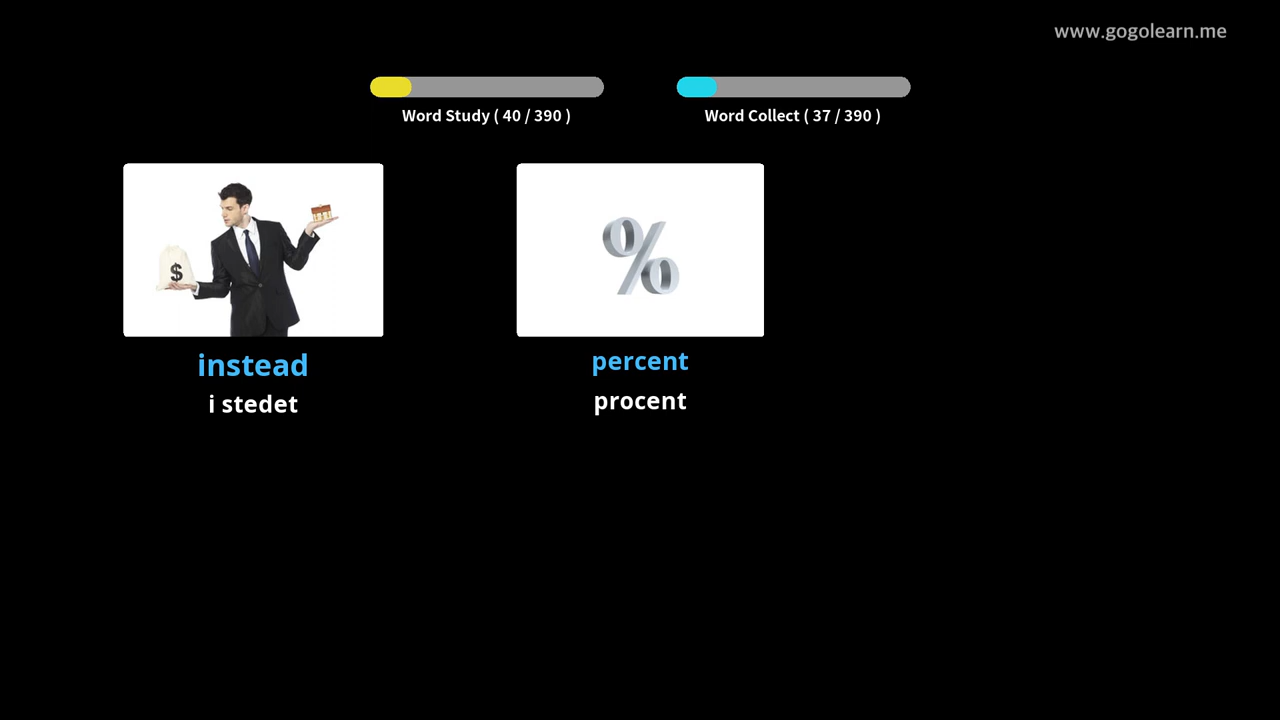 www.gogolearn.me
Word Study ( 40 / 390 )
Word Collect ( 37 / 390 )
$
%
instead
i stedet
percent
procent